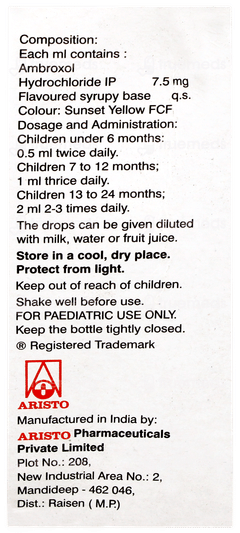 Composition:
Each ml contains :
Ambroxol
Hydrochloride IP 7.5 mg
Flavoured syrupy base q.s.
Colour: Sunset Yellow FCF
Dosage and Administration:
Children under 6 months:
0.5 ml twice daily.
Children 7 to 12 months;
1 ml thrice daily.
Children 13 to 24 months;
2 ml 2-3 times daily.
The drops can be given diluted
with milk, water or fruit juice.
Store in a cool, dry place.
Protect from light.
Keep out of reach of children.
Shake well before use.
FOR PAEDIATRIC USE ONLY.
Keep the bottle tightly closed.
® Registered Trademark
ARISTO
Manufactured in India by:
ARISTO Pharmaceuticals
Private Limited
Plot No.: 208,
New Industrial Area No.: 2,
Mandideep - 462 046,
Dist.: Raisen ( M.P.)